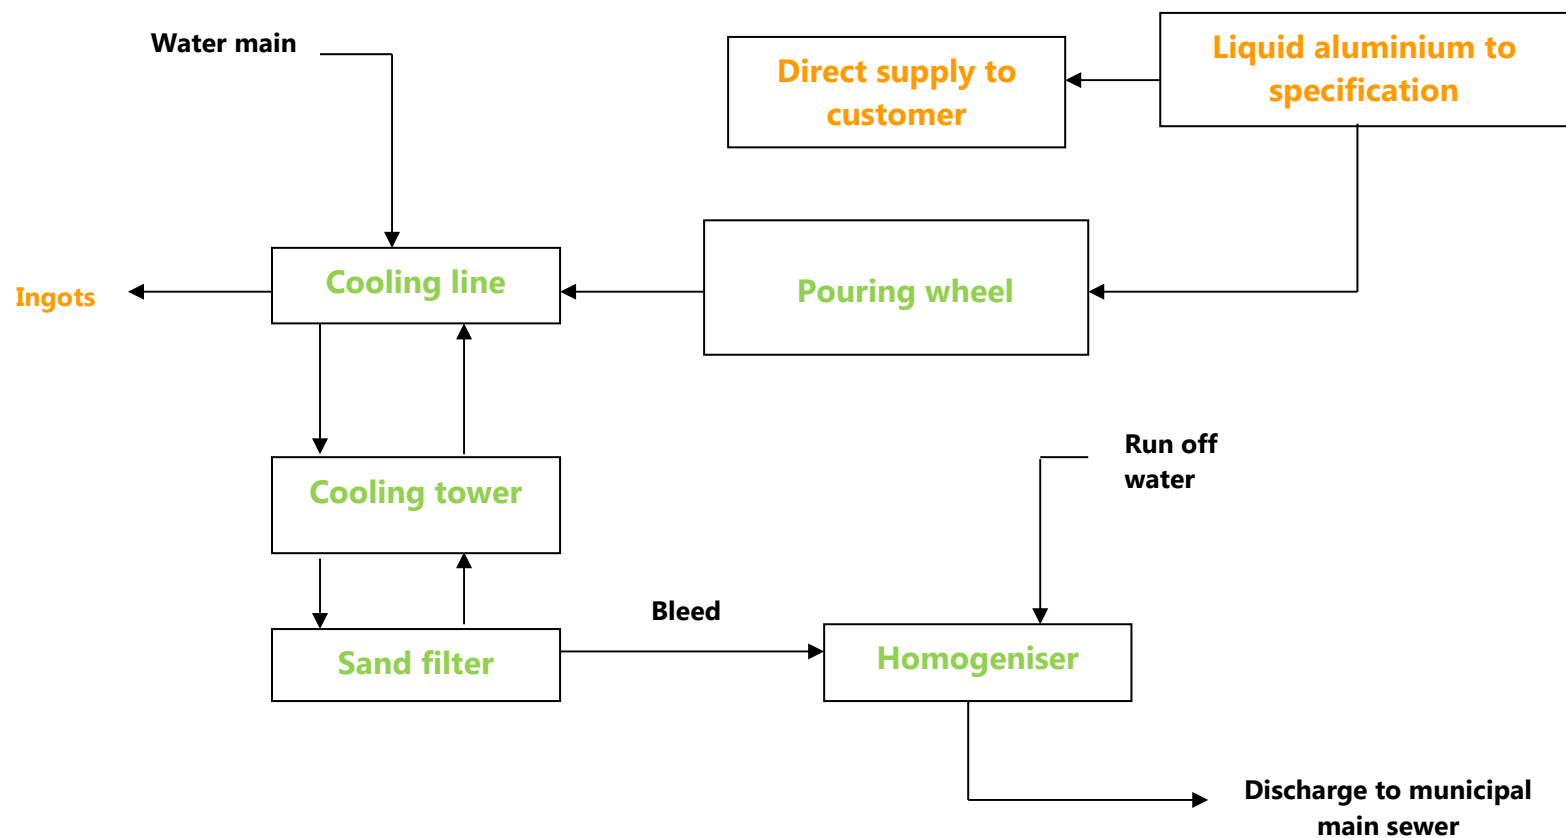 Water main
Direct supply to
customer
Liquid aluminium to
specification
Ingots
Cooling line
Pouring wheel
Cooling tower
Run off
water
Bleed
Sand filter
Homogeniser
Discharge to municipal
main sewer